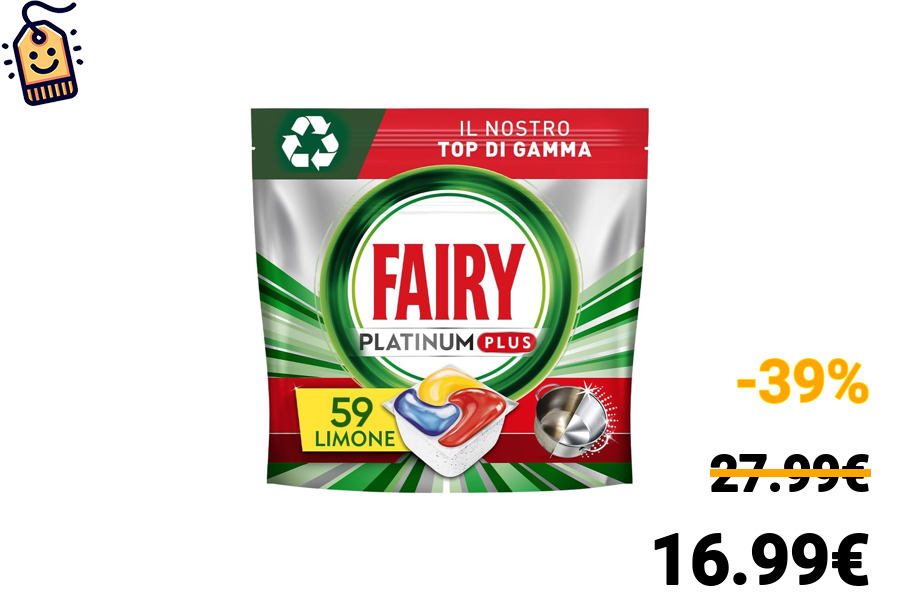 IL NOSTRO
TOP DI GAMMA
FAIRY
PLATINUM PLUS
59
LIMONE
-39%
27.99€
16.99€